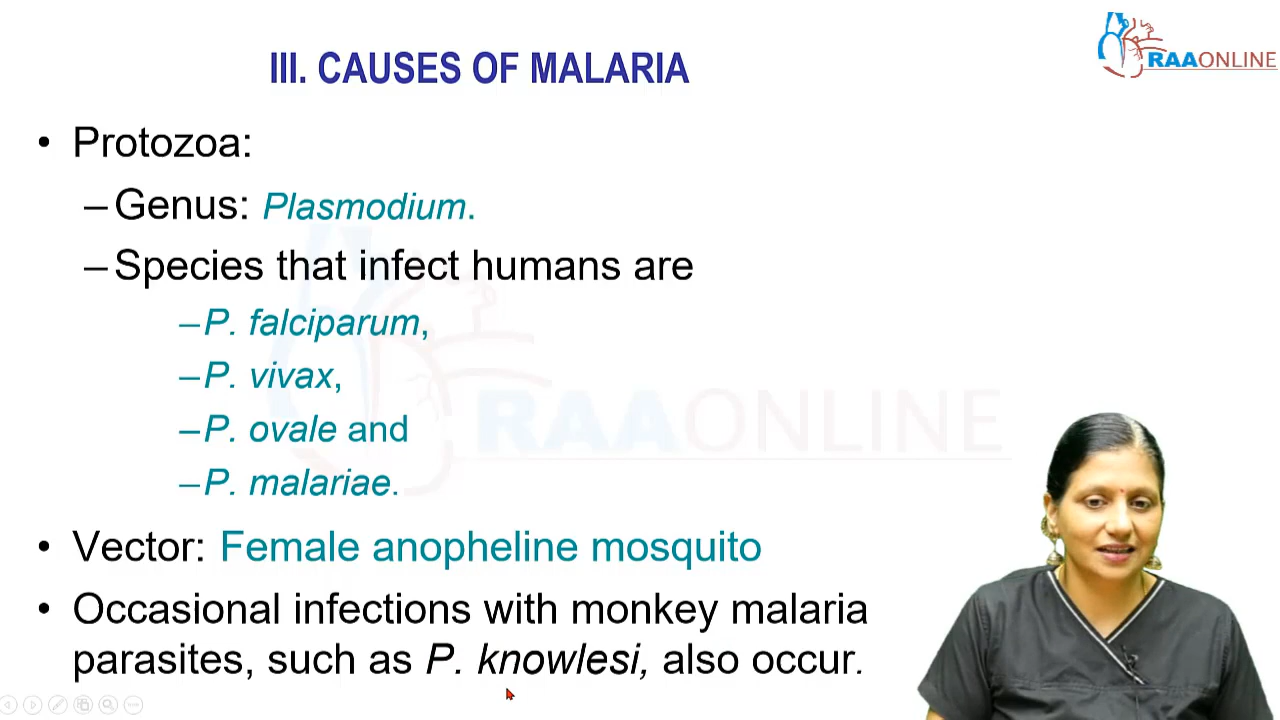 III. CAUSES OF MALARIA
RAAONLINE
• Protozoa:
–Genus: Plasmodium.
–Species that infect humans are
–P. falciparum,
–P. vivax,
–P. ovale and
–P. malariae.
RAAONLINE
• Vector: Female anopheline mosquito
• Occasional infections with monkey malaria
parasites, such as P. knowlesi, also occur.